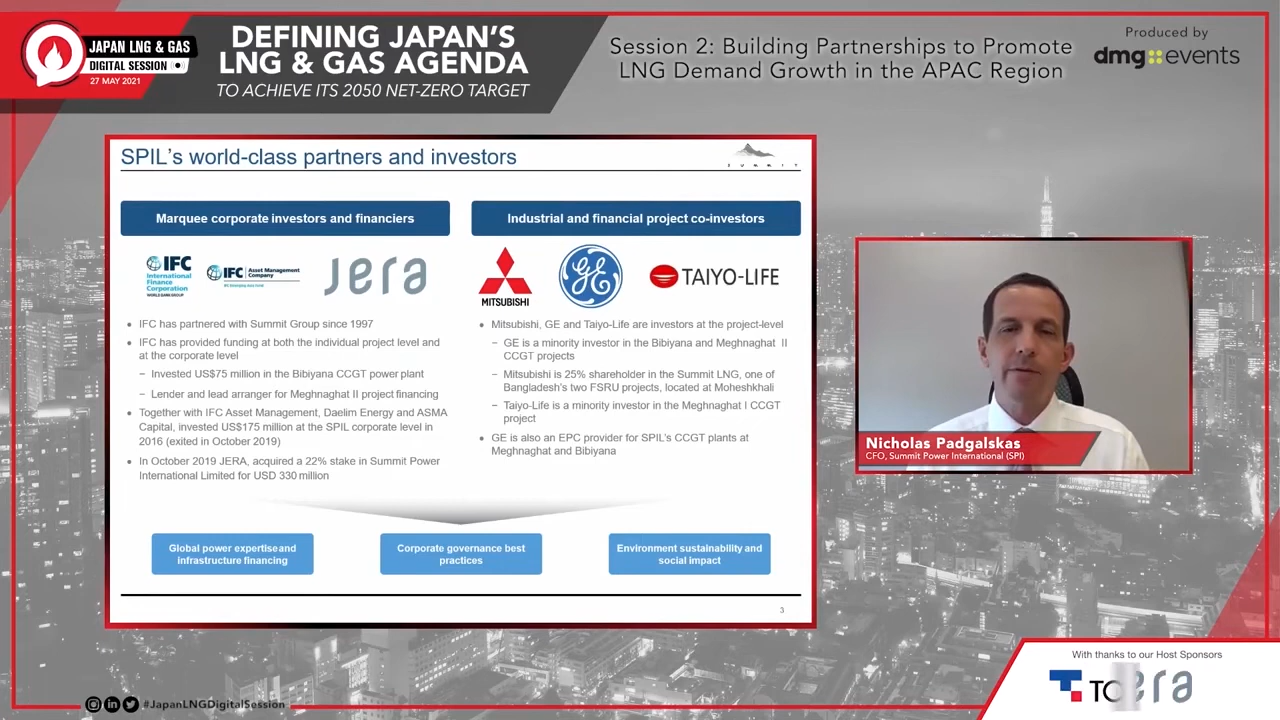 JAPAN LNG & GAS
DIGITAL SESSION
27 MAY 2021
DEFINING JAPAN'S
LNG & GAS AGENDA
TO ACHIEVE ITS 2050 NET-ZERO TARGET
Session 2: Building Partnerships to Promote
LNG Demand Growth in the APAC Region
Produced by
dmg::events
SPIL's world-class partners and investors
SUMMIT
Marquee corporate investors and financiers
IFC
International
Finance
Corporation
WORLD BANK GROUP
IFC Asset Management
Company
Jera
• IFC has partnered with Summit Group since 1997
• IFC has provided funding at both the individual project level and
at the corporate level
− Invested US$75 million in the Bibiyana CCGT power plant
− Lender and lead arranger for Meghnaghat II project financing
• Together with IFC Asset Management, Daelim Energy and ASMA
Capital, invested US$175 million at the SPIL corporate level in
2016 (exited in October 2019)
• In October 2019 JERA, acquired a 22% stake in Summit Power
International Limited for USD 330 million
Industrial and financial project co-investors
MITSUBISHI
GE
TAIYO-LIFE
• Mitsubishi, GE and Taiyo-Life are investors at the project-level
− GE is a minority investor in the Bibiyana and Meghnaghat II
CCGT projects
− Mitsubishi is 25% shareholder in the Summit LNG, one of
Bangladesh's two FSRU projects, located at Moheshkhali
− Taiyo-Life is a minority investor in the Meghnaghat I CCGT
project
• GE is also an EPC provider for SPIL's CCGT plants at
Meghnaghat and Bibiyana
Global power expertise and
infrastructure financing
Corporate governance best
practices
Environment sustainability and
social impact
3
Nicholas Padgalskas
CFO, Summit Power International (SPI)
With thanks to our Host Sponsors
#JapanLNGDigitalSession